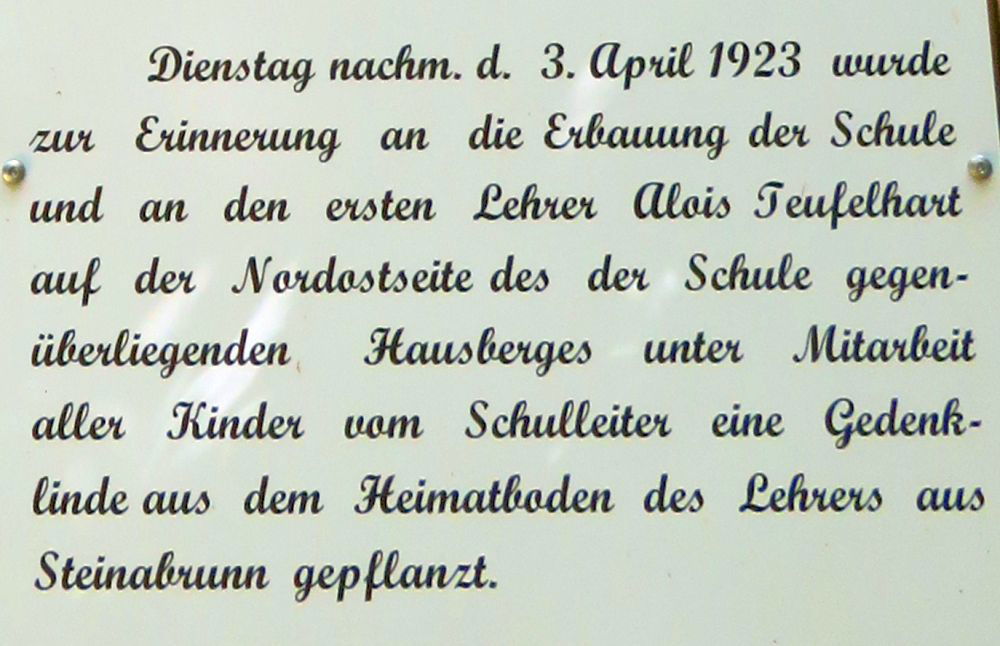 Dienstag nachm. d. 3. April 1923 wurde
zur Erinnerung an die Erbauung der Schule
und an den ersten Lehrer Alois Teufelhart
auf der Nordostseite des der Schule gegen-
überliegenden Hausberges unter Mitarbeit
aller Kinder vom Schulleiter eine Gedenk-
linde aus dem Heimatboden des Lehrers aus
Steinabrunn gepflanzt.